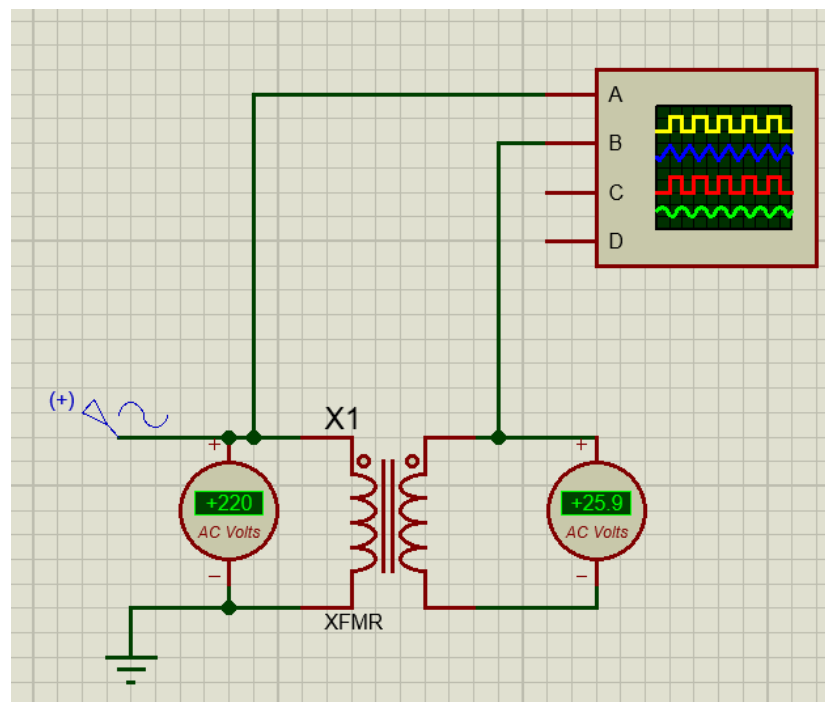 A
B
C
D
(+)
X1
+
+220
AC Volts
−
+
+25.9
AC Volts
−
XFMR